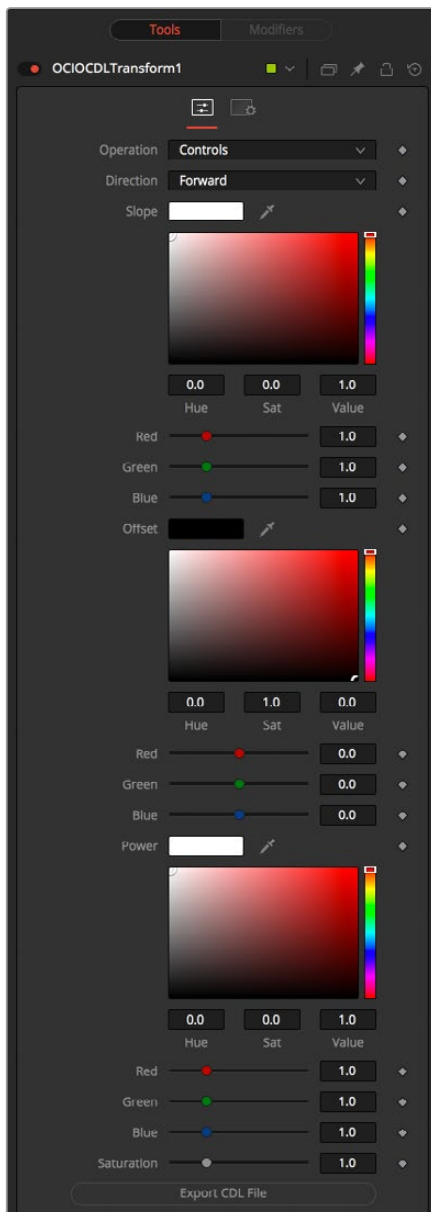 Tools Modifiers
OCIOCDLTransform1
Operation Controls
Direction Forward
Slope
0.0 0.0 1.0
Hue Sat Value
Red 1.0
Green 1.0
Blue 1.0
Offset
0.0 1.0 0.0
Hue Sat Value
Red 0.0
Green 0.0
Blue 0.0
Power
0.0 0.0 1.0
Hue Sat Value
Red 1.0
Green 1.0
Blue 1.0
Saturation 1.0
Export CDL File